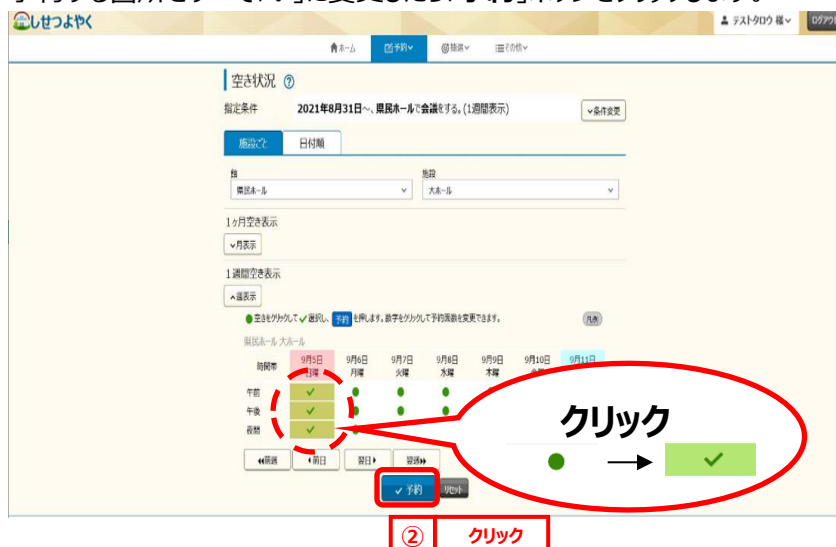 しせつよやく
テストタロウ 様
ログアウ
ホーム 予約 抽選 その他
空き状況 ?
指定条件 2021年8月31日～、県民ホールで会議をする。(1週間表示) 条件変更
施設ごと 日付順
館 施設
県民ホール 大ホール
1ヶ月空き表示
月表示
1週間空き表示
週表示
●空きをクリックして✓選択し、予約を押します。数字をクリックして予約面数を変更できます。 凡例
県民ホール 大ホール
時間帯 9月5日 9月6日 9月7日 9月8日 9月9日 9月10日 9月11日
日曜 月曜 火曜 水曜 木曜
午前
午後
夜間
クリック
前週 前日 翌日 翌週
✓ 予約 リセット
② クリック